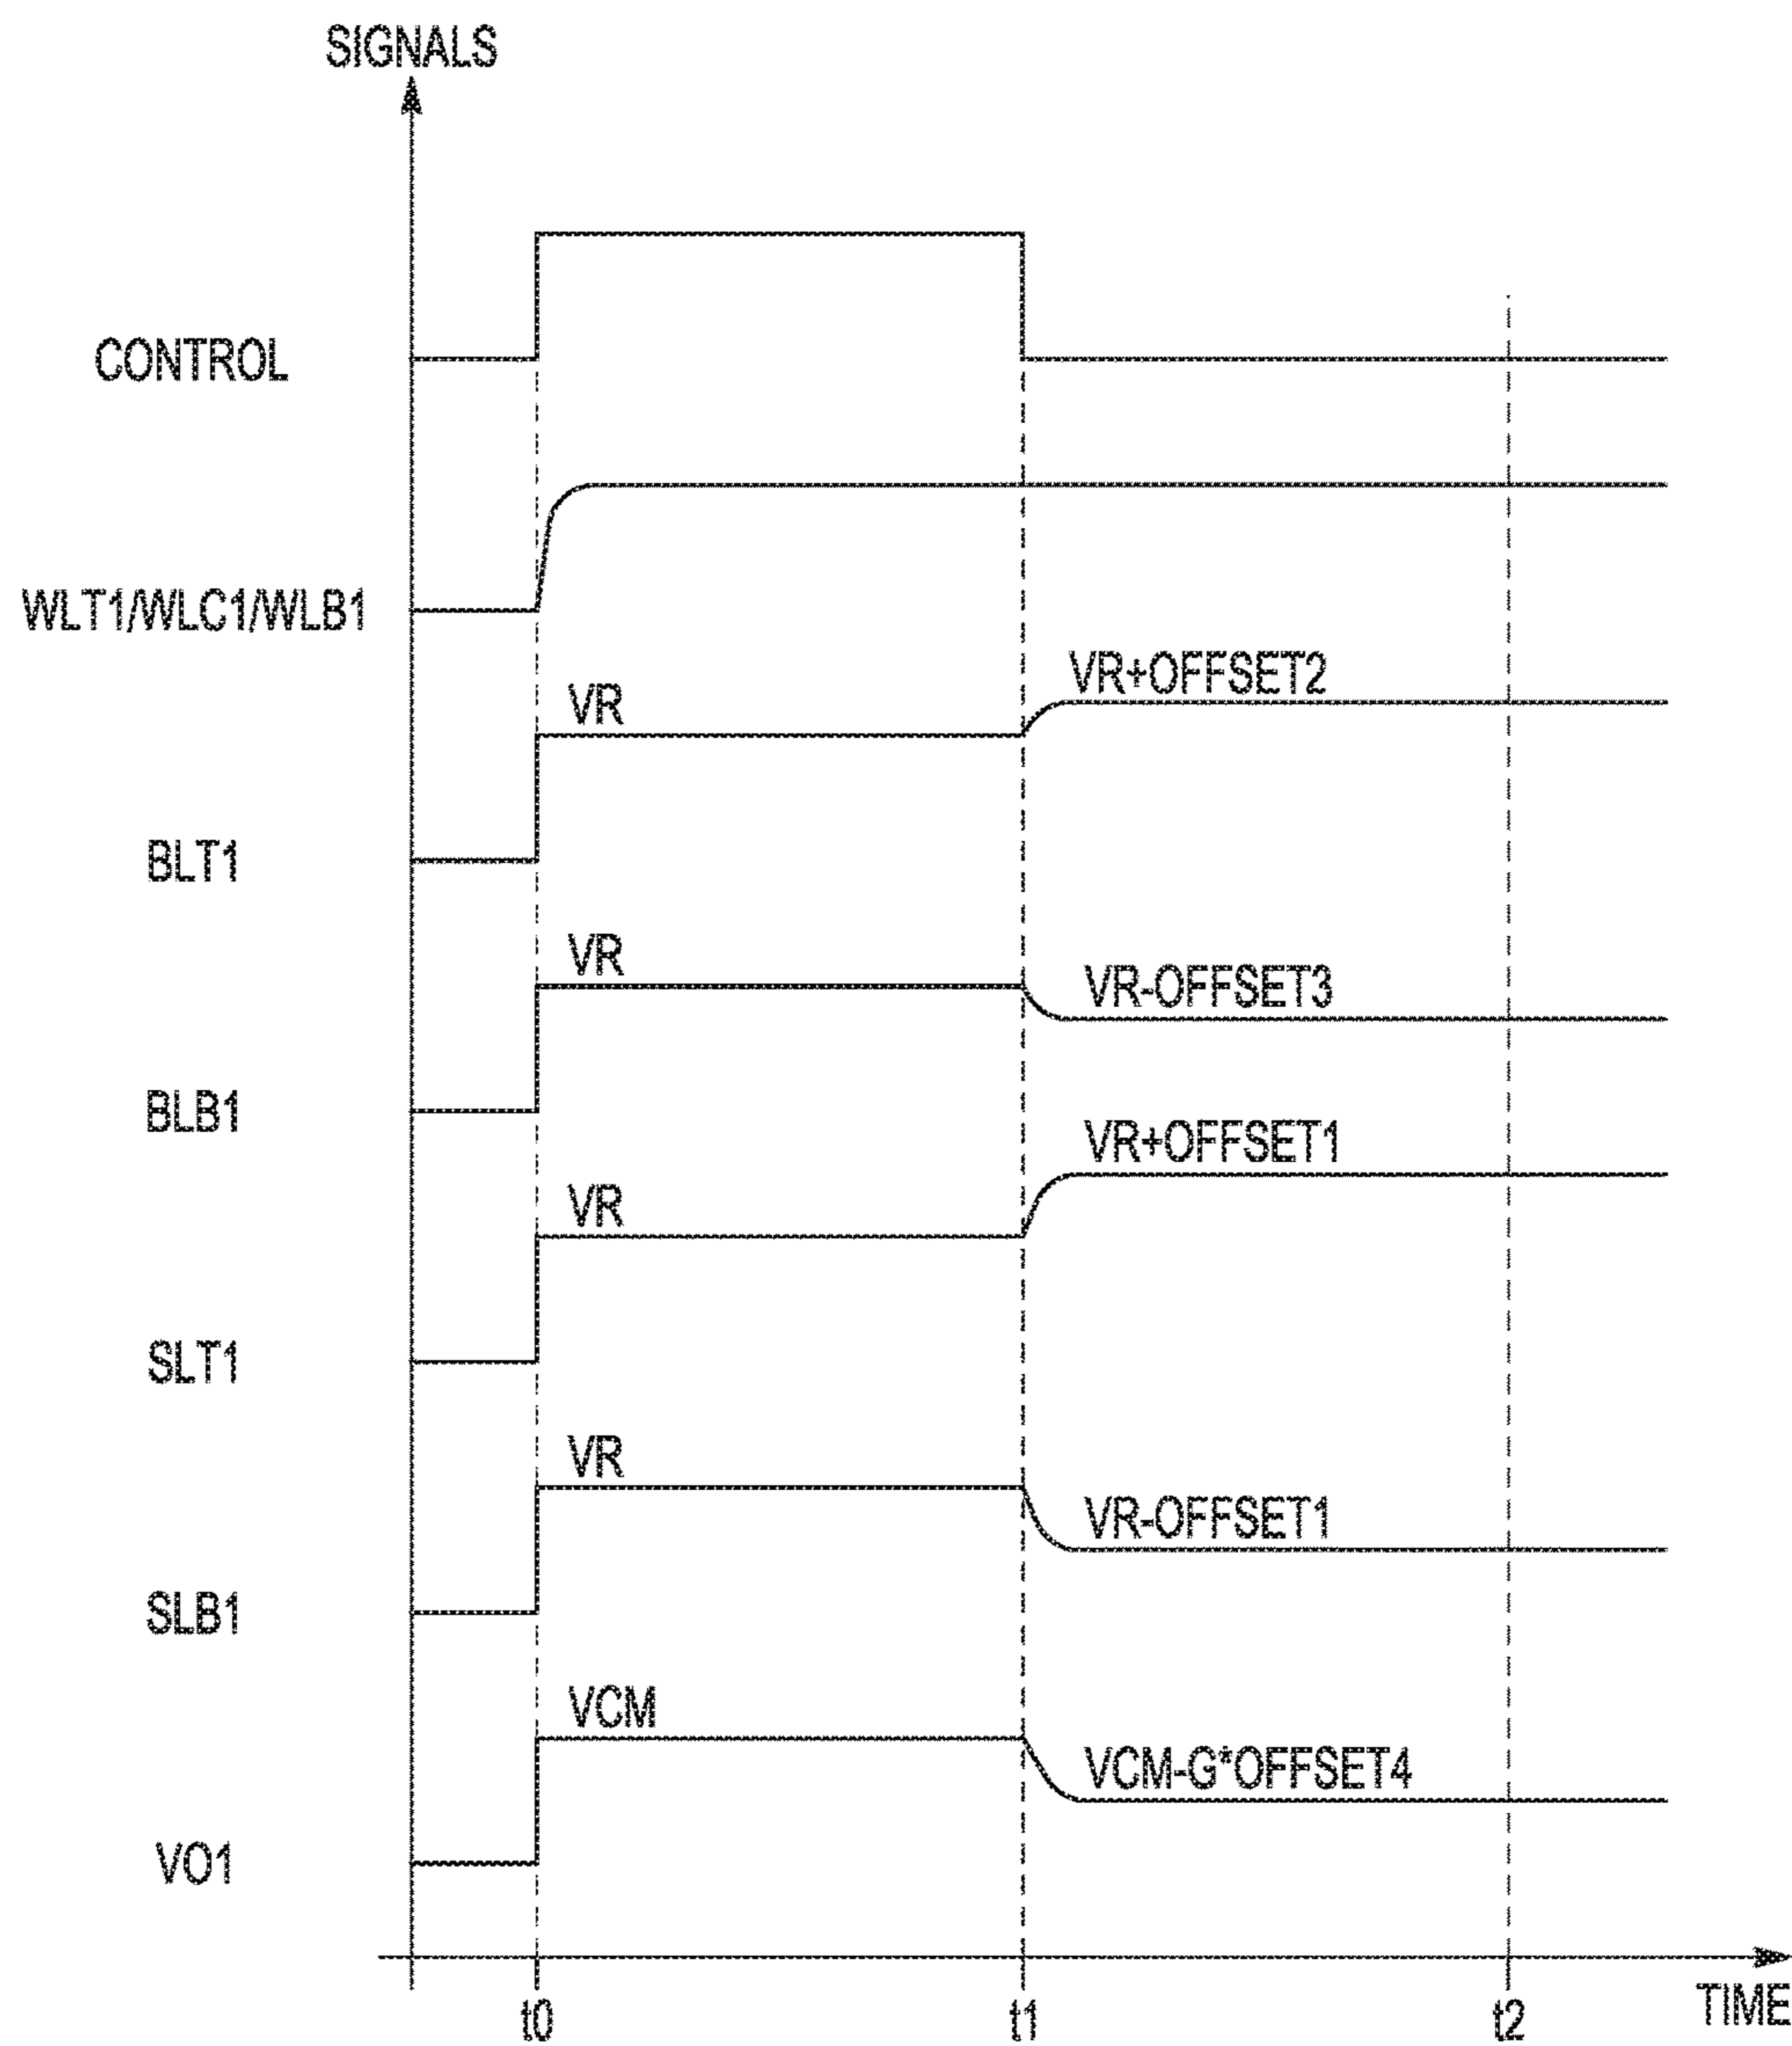 SIGNALS
CONTROL
WLT1/WLC1/WLB1
VR+OFFSET2
VR
BLT1
VR
VR-OFFSET3
BLB1
VR+OFFSET1
VR
SLT1
VR
VR-OFFSET1
SLB1
VCM
VCM-G*OFFSET4
VO1
t0 t1 t2
TIME